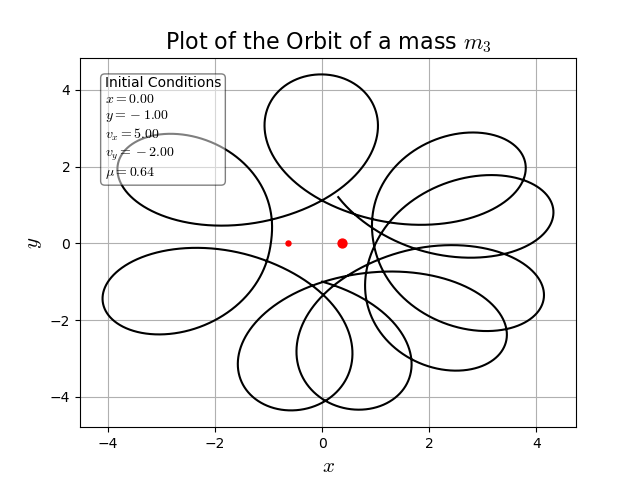 Plot of the Orbit of a mass m₃
Initial Conditions
x = 0.00
y = −1.00
vₓ = 5.00
v_y = −2.00
μ = 0.64
y
4
2
0
−2
−4
−4
−2
0
2
4
x